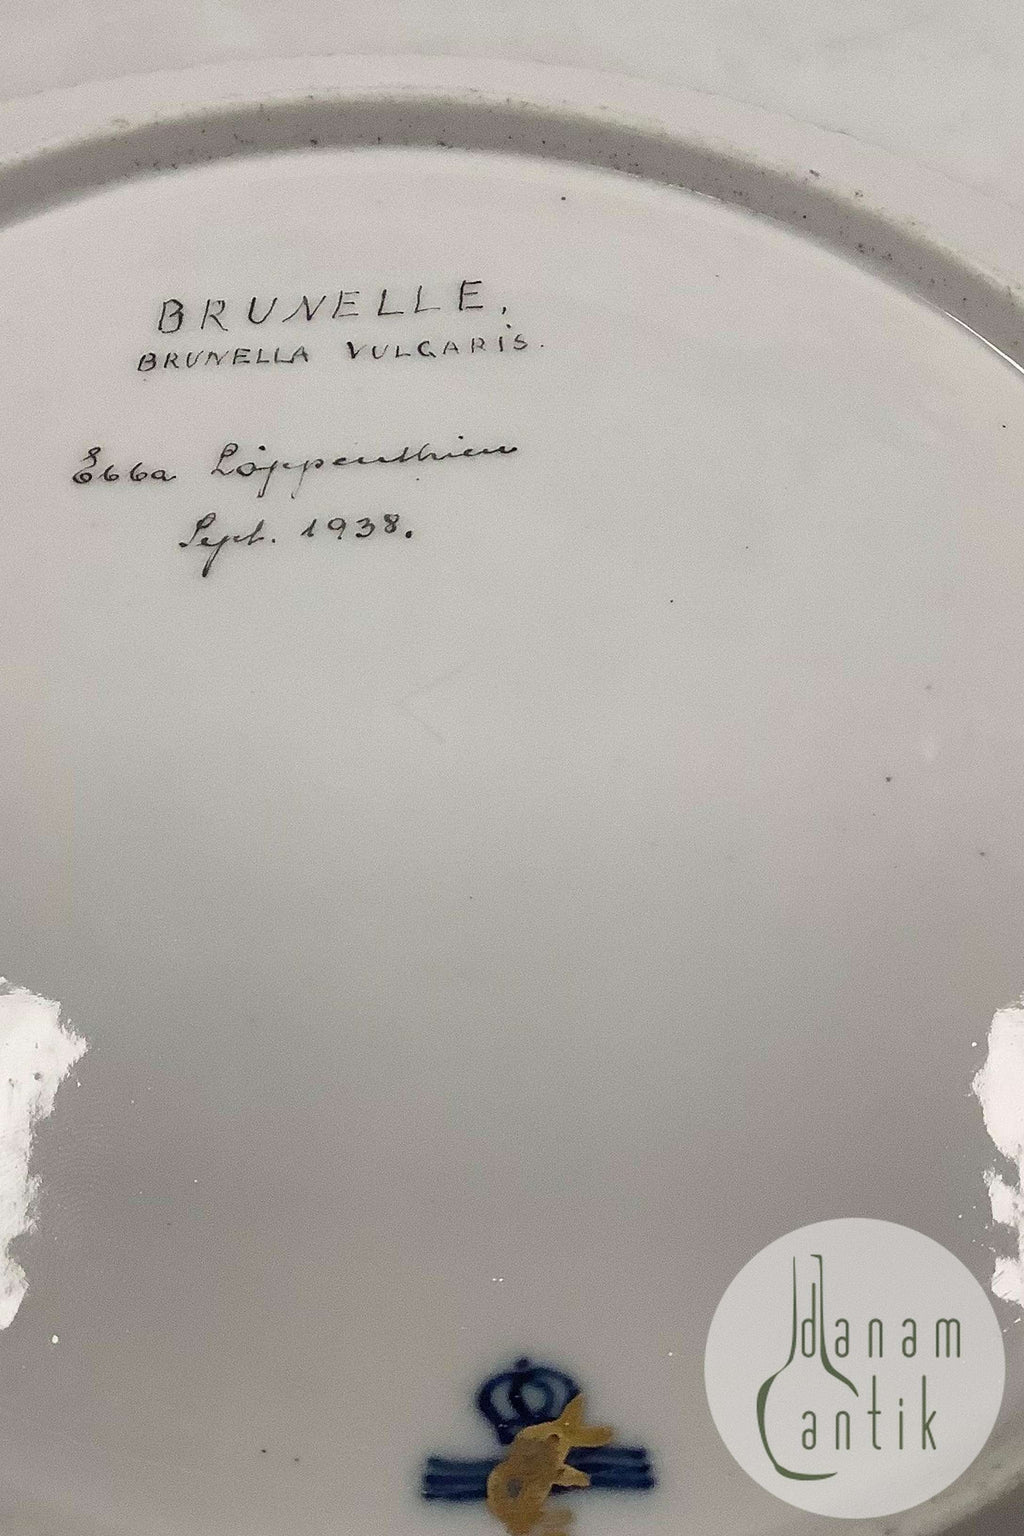 BRUNELLE.
BRUNELLA VULGARIS.
Ebba Löppenthien
Sept. 1938.
danam
antik